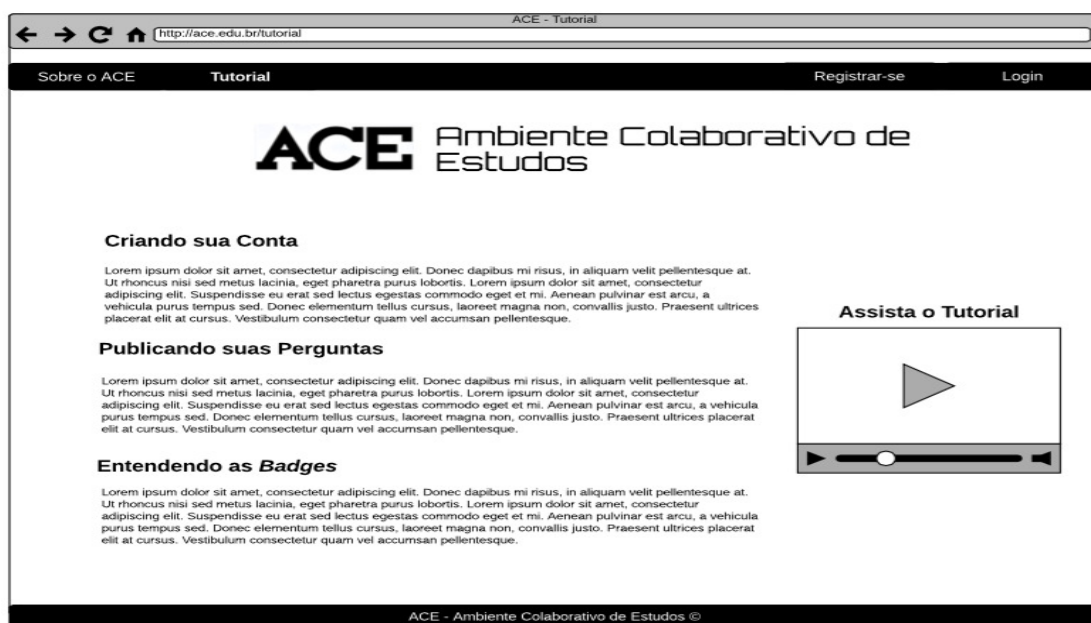 ACE - Tutorial
http://ace.edu.br/tutorial
Sobre o ACE Tutorial Registrar-se Login
ACE Ambiente Colaborativo de
Estudos
Criando sua Conta
Lorem ipsum dolor sit amet, consectetur adipiscing elit. Donec dapibus mi risus, in aliquam velit pellentesque at.
Ut rhoncus nisi sed metus lacinia, eget pharetra purus lobortis. Lorem ipsum dolor sit amet, consectetur
adipiscing elit. Suspendisse eu erat sed lectus egestas commodo eget et mi. Aenean pulvinar est arcu, a
vehicula purus tempus sed. Donec elementum tellus cursus, laoreet magna non, convallis justo. Praesent ultrices
placerat elit at cursus. Vestibulum consectetur quam vel accumsan pellentesque.
Publicando suas Perguntas
Lorem ipsum dolor sit amet, consectetur adipiscing elit. Donec dapibus mi risus, in aliquam velit pellentesque at.
Ut rhoncus nisi sed metus lacinia, eget pharetra purus lobortis. Lorem ipsum dolor sit amet, consectetur
adipiscing elit. Suspendisse eu erat sed lectus egestas commodo eget et mi. Aenean pulvinar est arcu, a vehicula
purus tempus sed. Donec elementum tellus cursus, laoreet magna non, convallis justo. Praesent ultrices placerat
elit at cursus. Vestibulum consectetur quam vel accumsan pellentesque.
Entendendo as Badges
Lorem ipsum dolor sit amet, consectetur adipiscing elit. Donec dapibus mi risus, in aliquam velit pellentesque at.
Ut rhoncus nisi sed metus lacinia, eget pharetra purus lobortis. Lorem ipsum dolor sit amet, consectetur
adipiscing elit. Suspendisse eu erat sed lectus egestas commodo eget et mi. Aenean pulvinar est arcu, a vehicula
purus tempus sed. Donec elementum tellus cursus, laoreet magna non, convallis justo. Praesent ultrices placerat
elit at cursus. Vestibulum consectetur quam vel accumsan pellentesque.
Assista o Tutorial
ACE - Ambiente Colaborativo de Estudos ©